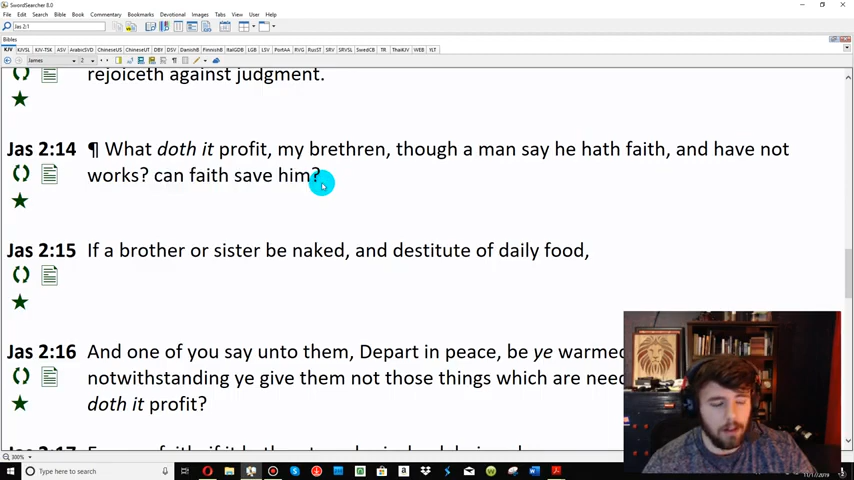 SwordSearcher 8.0
File Edit Search Bible Book Commentary Bookmarks Devotional Images Tabs View User Help
Jas 2:1
Bibles
KJV KJVSL KJV-TSK ASV ArabicSVD ChineseUS ChineseUT DBY DSV DanishB FinnishB ItalGDB LGB LSV PorAA RVG RusST SRV SRVSL SwedCB TR ThaiKJV WEB YLT
James 2
rejoiceth against judgment.
Jas 2:14 ¶ What doth it profit, my brethren, though a man say he hath faith, and have not
works? can faith save him?
Jas 2:15 If a brother or sister be naked, and destitute of daily food,
Jas 2:16 And one of you say unto them, Depart in peace, be ye warmed
notwithstanding ye give them not those things which are need
doth it profit?
300%
Type here to search